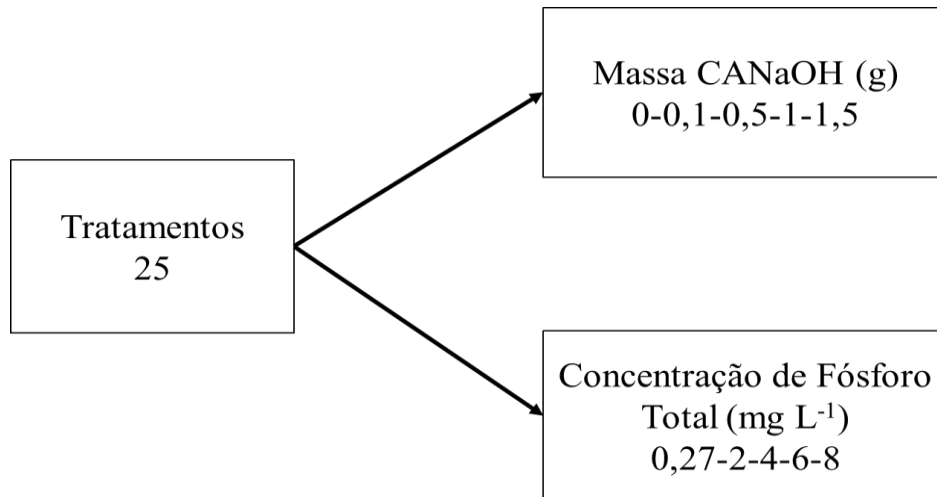 Tratamentos
25
Massa CANaOH (g)
0-0,1-0,5-1-1,5
Concentração de Fósforo
Total (mg L⁻¹)
0,27-2-4-6-8